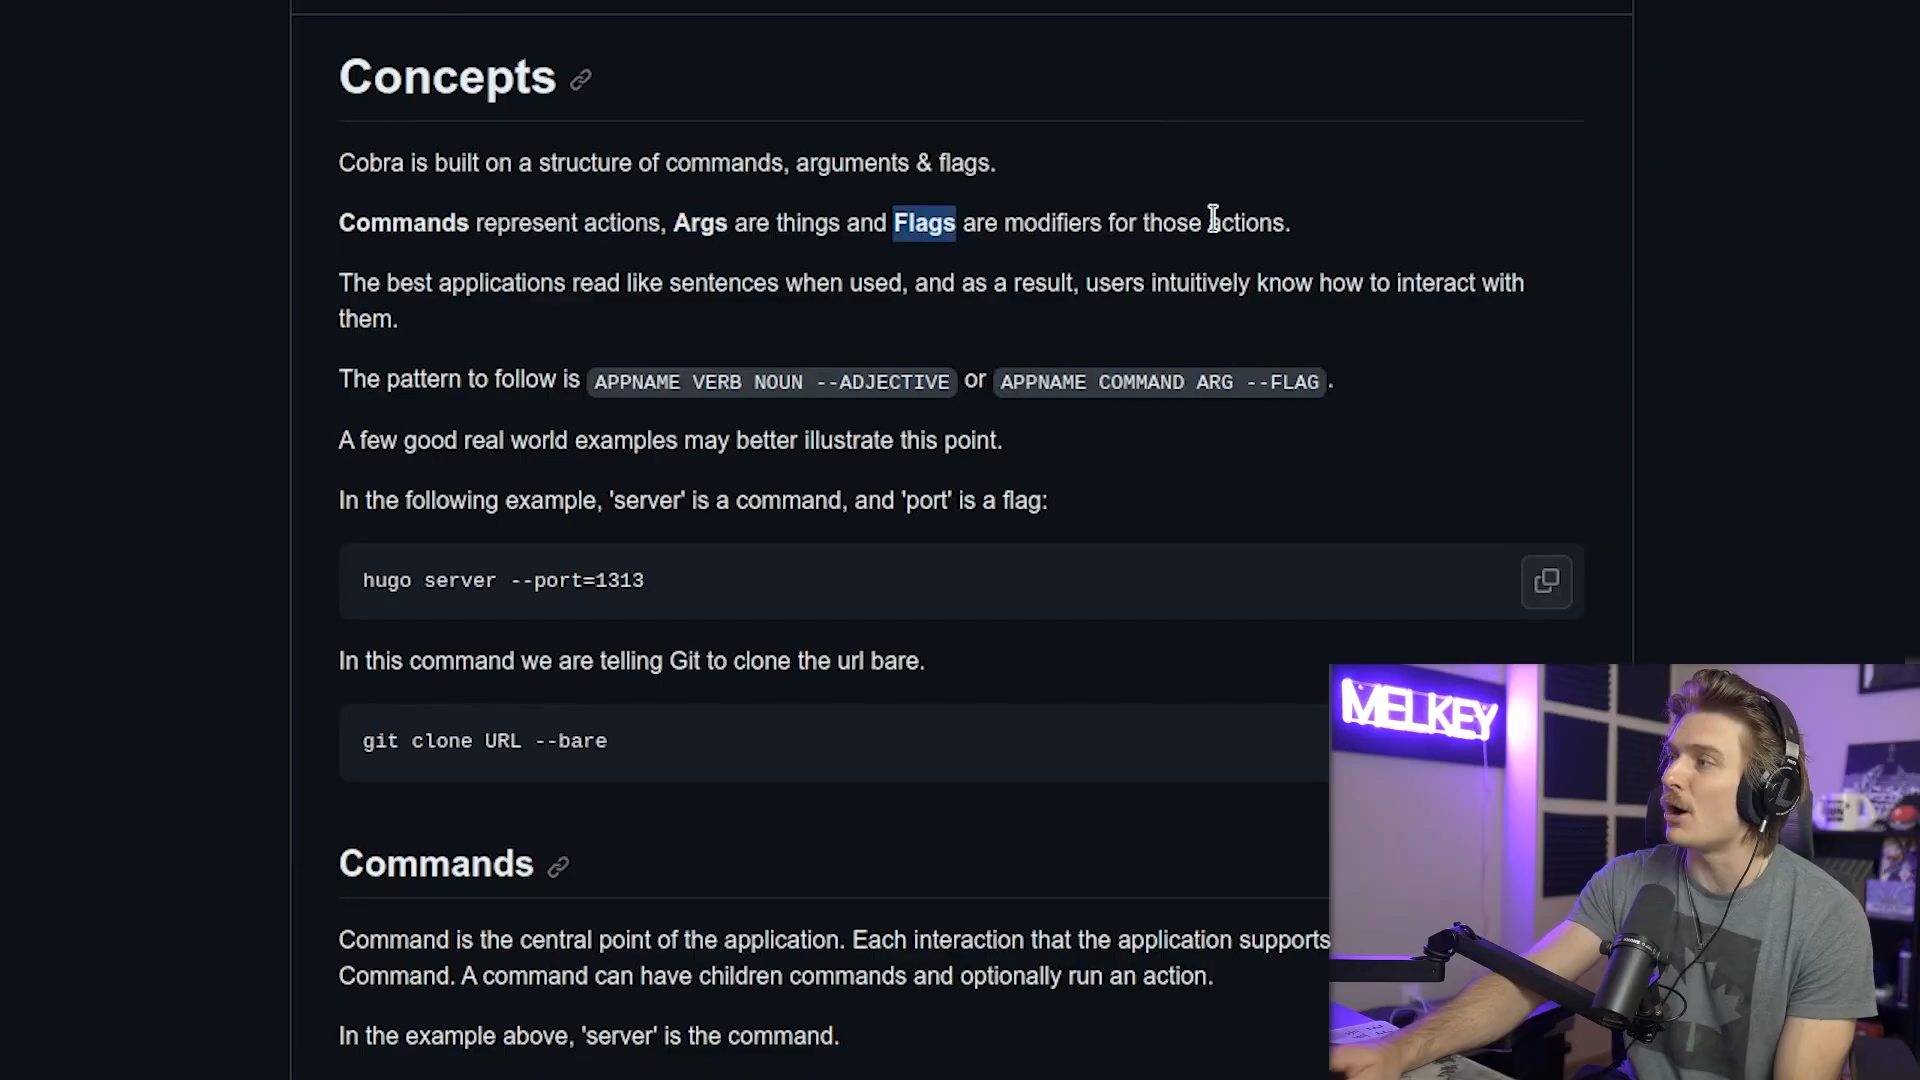 Concepts
Cobra is built on a structure of commands, arguments & flags.
Commands represent actions, Args are things and Flags are modifiers for those actions.
The best applications read like sentences when used, and as a result, users intuitively know how to interact with
them.
The pattern to follow is APPNAME VERB NOUN --ADJECTIVE or APPNAME COMMAND ARG --FLAG.
A few good real world examples may better illustrate this point.
In the following example, 'server' is a command, and 'port' is a flag:
hugo server --port=1313
In this command we are telling Git to clone the url bare.
git clone URL --bare
MELKEY
Commands
Command is the central point of the application. Each interaction that the application supports
Command. A command can have children commands and optionally run an action.
In the example above, 'server' is the command.